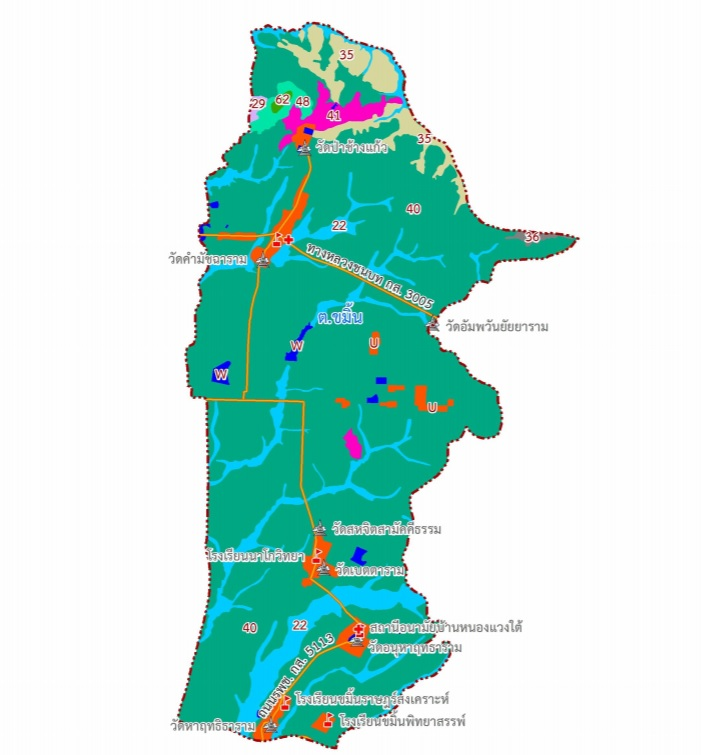 35
29
62
48
41
35
วัดป่าช้างแก้ว
40
22
36
วัดคำมัชฌาราม
ทางหลวงชนบท กส. 3005
ต.ขมิ้น
วัดอัมพวันยัยยาราม
W
U
W
U
วัดสหจิตสามัคคีธรรม
โรงเรียนนาโกวิทยา
วัดเขตตาราม
40
22
สถานีอนามัยบ้านหนองแวงใต้
ถนนรพช. กส. 5113
วัดอนุหาฤทธาราม
โรงเรียนขมิ้นราษฎร์สงเคราะห์
วัดหาฤทธิธาราม
โรงเรียนขมิ้นพิทยาสรรพ์